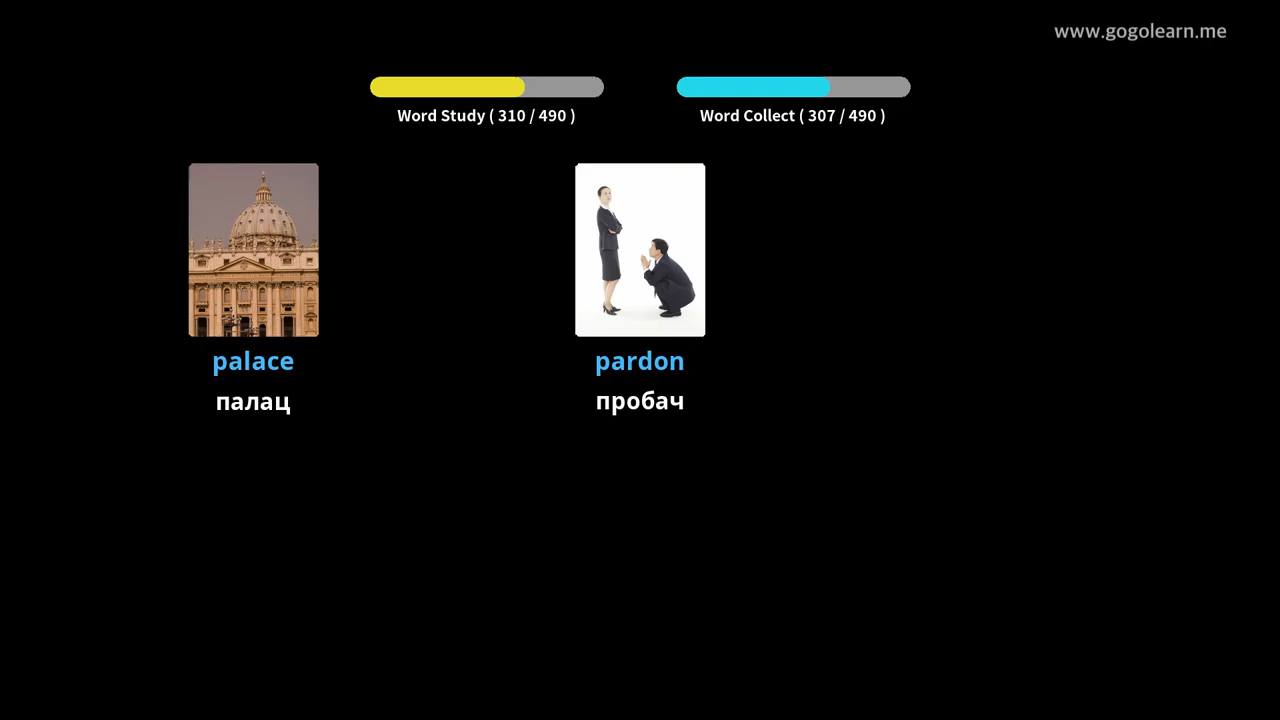 www.gogolearn.me
Word Study ( 310 / 490 )
Word Collect ( 307 / 490 )
palace
палац
pardon
пробач